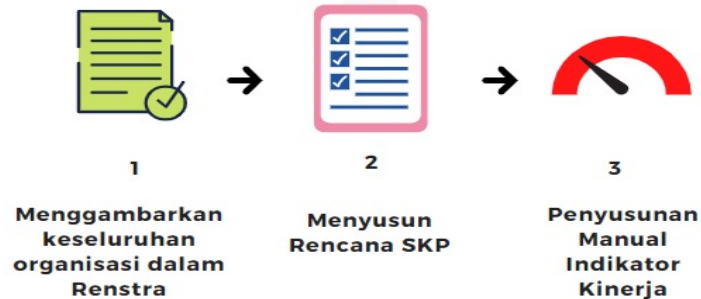 1
Menggambarkan
keseluruhan
organisasi dalam
Renstra
2
Menyusun
Rencana SKP
3
Penyusunan
Manual
Indikator
Kinerja